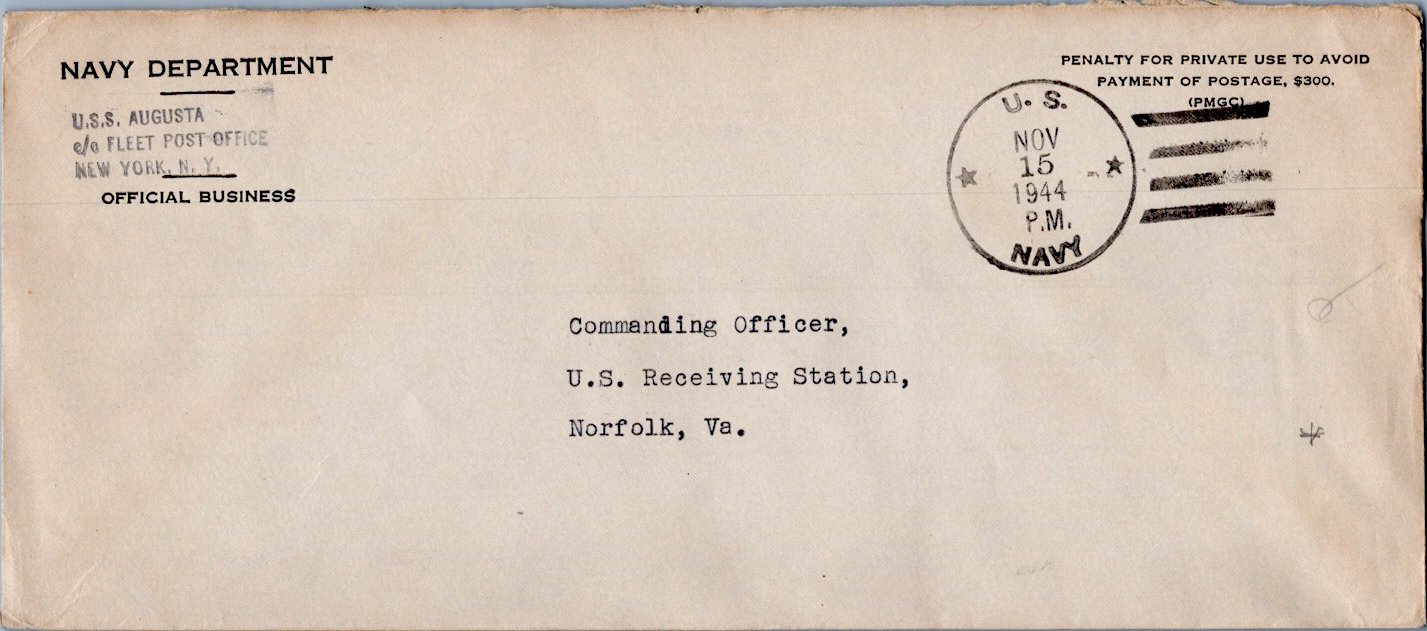 NAVY DEPARTMENT
U.S.S. AUGUSTA
c/o FLEET POST OFFICE
NEW YORK, N. Y.
OFFICIAL BUSINESS
PENALTY FOR PRIVATE USE TO AVOID
PAYMENT OF POSTAGE, $300.
(PMGC)
U. S.
NOV
15
1944
P.M.
NAVY
Commanding Officer,
U.S. Receiving Station,
Norfolk, Va.